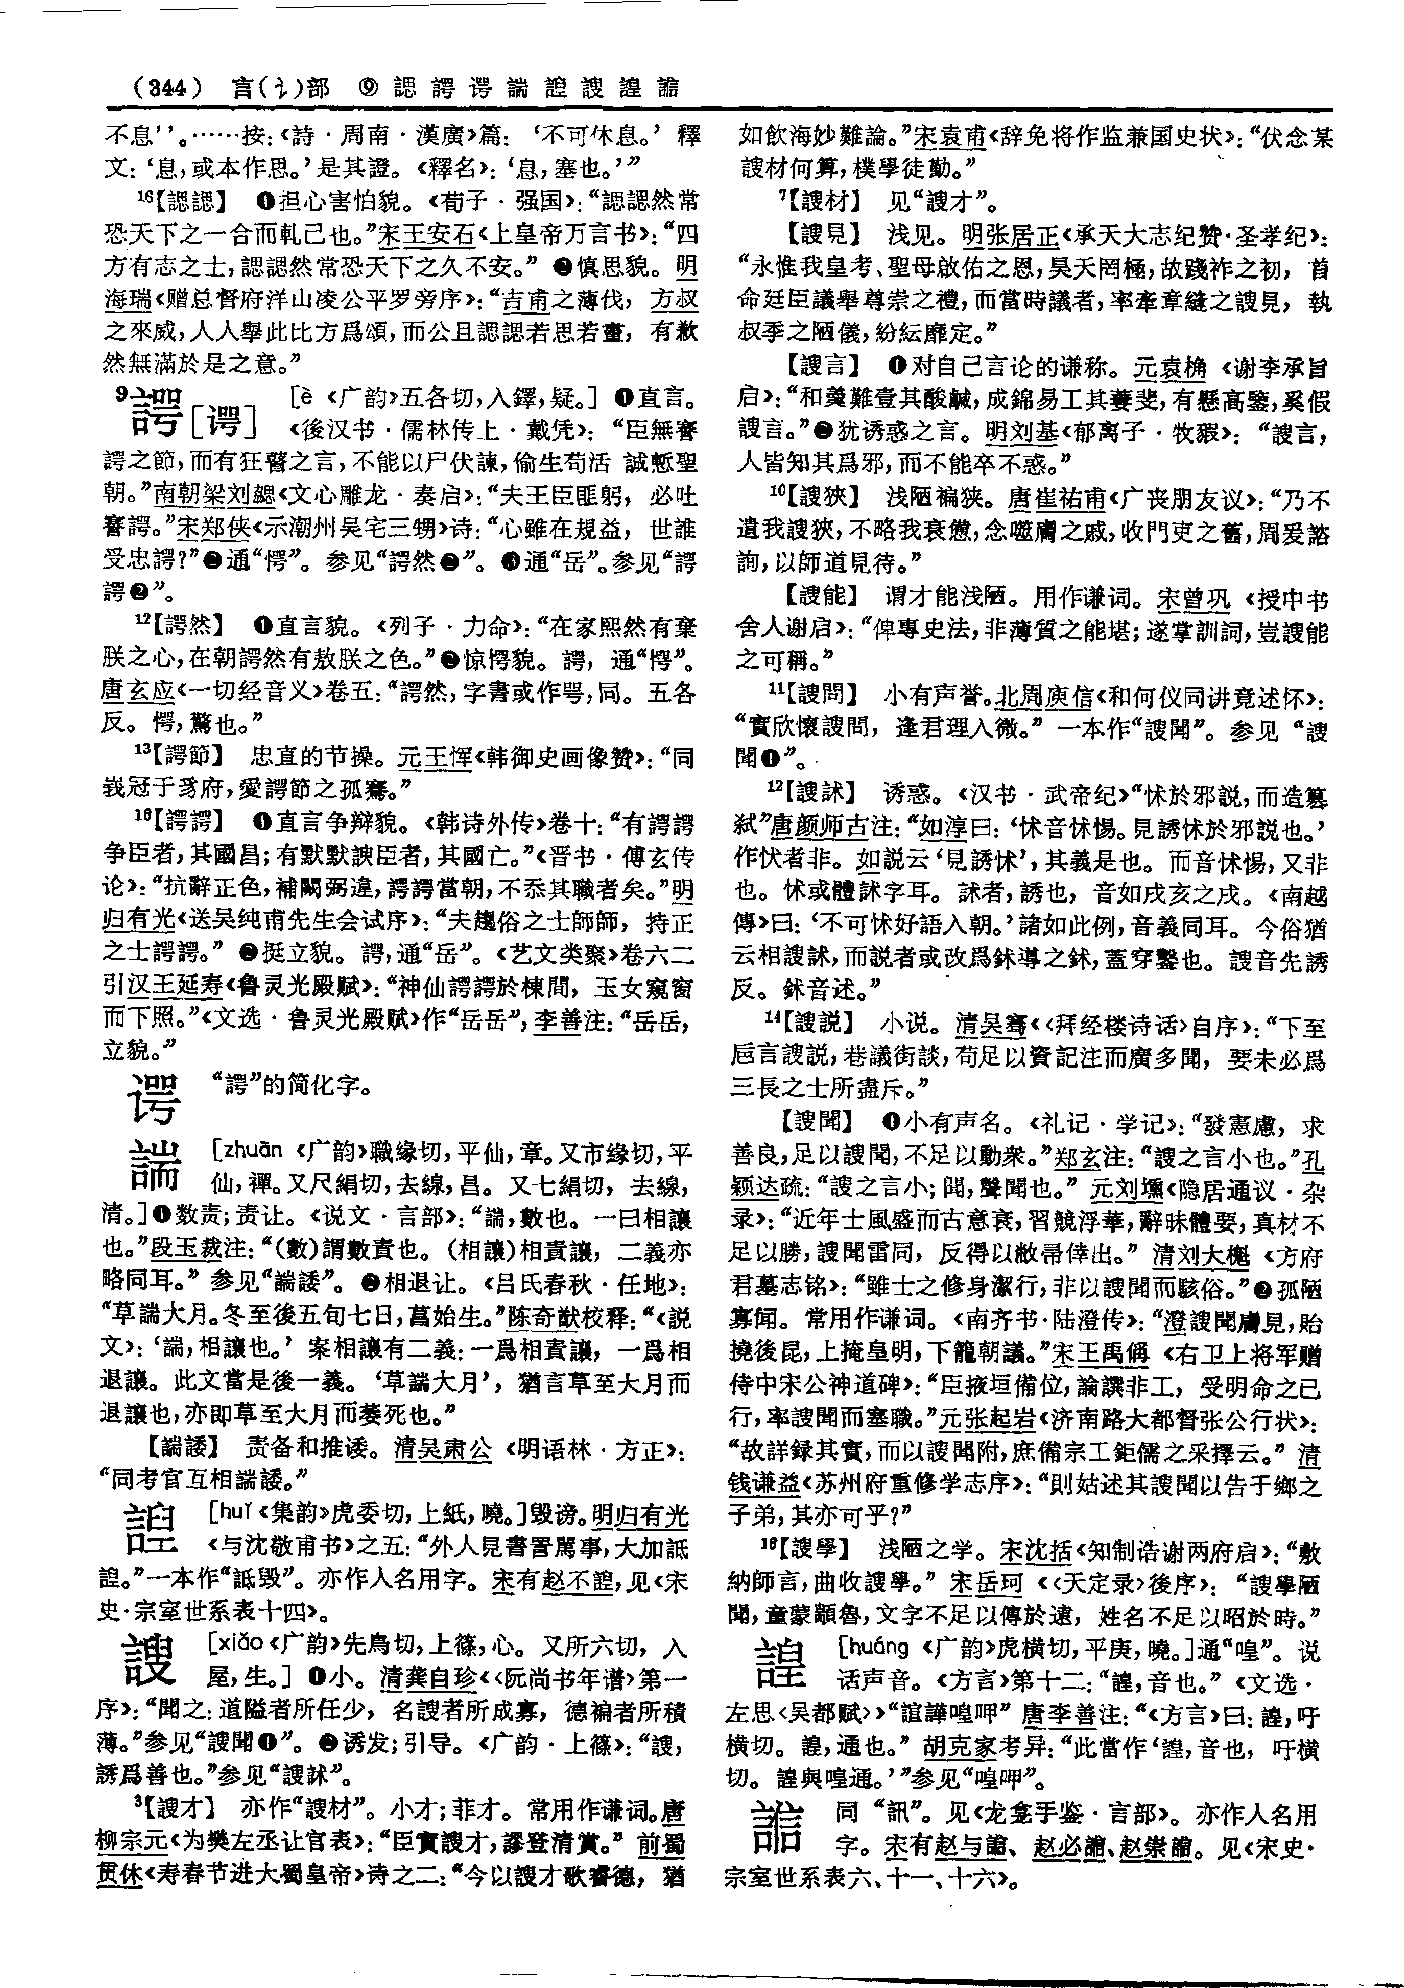 (344) 言(讠)部 ⑨ 諰諤谔諯諻謏諻
不息’’。……按:《詩·周南·漢廣》篇: ‘不可休息。’ 釋
文: ‘息,或本作思。’是其證。《釋名》: ‘息,塞也。’”
16【諰諰】 ❶担心害怕貌。《荀子·强国》:“諰諰然常
恐天下之一合而軋己也。”宋王安石《上皇帝万言书》:“四
方有志之士,諰諰然常恐天下之久不安。” ❷慎思貌。明
海瑞《赠总督府洋山凌公平罗旁序》:“吉甫之薄伐, 方叔
之來威,人人舉此比方爲頌,而公且諰諰若思若畫, 有歉
然無滿於是之意。”
9諤[谔] [è 《广韵》五各切,入鐸,疑。] ❶直言。
《後汉书·儒林传上·戴凭》: “臣無謇
諤之節,而有狂瞽之言,不能以尸伏諫,偷生苟活 誠慙聖
朝。”南朝梁刘勰《文心雕龙·奏启》:“夫王臣匪躬, 必吐
謇諤。”宋郑侠《示潮州吴宅三甥》诗:“心雖在規益, 世誰
受忠諤?”❷通“愕”。参见“諤然❷”。❸通“岳”。参见“諤
諤❷”。
12【諤然】 ❶直言貌。《列子·力命》:“在家熙然有棄
朕之心,在朝諤然有敖朕之色。”❷惊愕貌。諤, 通“愕”。
唐玄应《一切经音义》卷五:“諤然,字書或作咢,同。五各
反。愕,驚也。”
13【諤節】 忠直的节操。元王恽《韩御史画像赞》:“同
峩冠于豸府,愛諤節之孤騫。”
16【諤諤】 ❶直言争辩貌。《韩诗外传》卷十:“有諤諤
争臣者,其國昌;有默默諛臣者,其國亡。”《晋书·傅玄传
论》:“抗辭正色,補闕弼違,諤諤當朝,不忝其職者矣。”明
归有光《送吴纯甫先生会试序》:“夫趨俗之士師師, 持正
之士諤諤。” ❷挺立貌。諤,通“岳”。《艺文类聚》卷六二
引汉王延寿《鲁灵光殿赋》:“神仙諤諤於棟間, 玉女窺窗
而下照。”《文选·鲁灵光殿赋》作“岳岳”,李善注:“岳岳,
立貌。”
谔 “諤”的简化字。
諯 [zhuān 《广韵》職緣切,平仙,章。又市緣切,平
仙,禪。又尺絹切,去線,昌。又七絹切, 去線,
清。]❶数责;责让。《说文·言部》:“諯,數也。一曰相讓
也。”段玉裁注:“(數)謂數責也。(相讓)相責讓, 二義亦
略同耳。” 参见“諯諉”。❷相退让。《吕氏春秋·任地》:
“草諯大月。冬至後五旬七日,菖始生。”陈奇猷校释:“《説
文》: ‘諯,相讓也。’ 案相讓有二義:一爲相責讓, 一爲相
退讓。此文當是後一義。‘草諯大月’, 猶言草至大月而
退讓也,亦即草至大月而萎死也。”
【諯諉】 责备和推诿。清吴肃公 《明语林·方正》:
“同考官互相諯諉。”
[huǐ《集韵》虎委切,上紙,曉。]毁谤。明归有光
《与沈敬甫书》之五:“外人見書詈駡事,大加詆
。”一本作“詆毁”。亦作人名用字。宋有赵不,见《宋
史·宗室世系表十四》。
謏 [xiǎo《广韵》先鳥切,上篠,心。又所六切, 入
屋,生。] ❶小。清龚自珍《〈阮尚书年谱〉第一
序》:“聞之:道隘者所任少, 名謏者所成寡, 德褊者所積
薄。”参见“謏聞❶”。❷诱发;引导。《广韵·上篠》:“謏,
誘爲善也。”参见“謏訹”。
3【謏才】 亦作“謏材”。小才;菲才。常用作谦词。唐
柳宗元《为樊左丞让官表》:“臣實謏才,謬登清貫。” 前蜀
贯休《寿春节进大蜀皇帝》诗之二:“今以謏才歌睿德, 猶
如飲海妙難論。”宋袁甫《辞免将作监兼国史状》:“伏念某
謏材何算,樸學徒勤。”
7【謏材】 见“謏才”。
【謏見】 浅见。明张居正《承天大志纪赞·圣孝纪》:
“永惟我皇考、聖母啟佑之恩,昊天罔極,故踐祚之初, 首
命廷臣議舉尊崇之禮,而當時議者,率牽章縫之謏見, 執
叔季之陋儀,紛紜靡定。”
【謏言】 ❶对自己言论的谦称。元袁桷 《谢李承旨
启》:“和羹難壹其酸鹹,成錦易工其萋斐,有懸高鑒,奚假
謏言。”❷犹诱惑之言。明刘基《郁离子·牧豭》: “謏言,
人皆知其爲邪,而不能卒不惑。”
10【謏狹】 浅陋褊狭。唐崔祐甫《广丧朋友议》:“乃不
遺我謏狹,不略我衰憊,念噬膚之戚,收門吏之舊,周爰諮
詢,以師道見待。”
【謏能】 谓才能浅陋。用作谦词。宋曾巩 《授中书
舍人谢启》:“俾專史法,非薄質之能堪;遂掌訓詞,豈謏能
之可稱。”
11【謏問】 小有声誉。北周庾信《和何仪同讲竟述怀》:
“實欣懷謏問, 逢君理入微。” 一本作“謏聞”。参见 “謏
聞❶”。
12【謏訹】 诱惑。《汉书·武帝纪》“怵於邪説,而造篡
弑”唐颜师古注:“如淳曰: ‘怵音怵惕。見誘怵於邪説也。’
作忕者非。如説云‘見誘怵’,其義是也。而音怵惕,又非
也。怵或體訹字耳。訹者,誘也, 音如戌亥之戌。《南越
傳》曰: ‘不可怵好語入朝。’諸如此例,音義同耳。今俗猶
云相謏訹,而説者或改爲鉥導之鉥,蓋穿鑿也。謏音先誘
反。鉥音述。”
14【謏説】 小说。清吴骞《〈拜经楼诗话〉自序》:“下至
巵言謏説,巷議街談,苟足以資記注而廣多聞, 要未必爲
三長之士所盡斥。”
【謏聞】 ❶小有声名。《礼记·学记》:“發憲慮, 求
善良,足以謏聞,不足以動衆。”郑玄注:“謏之言小也。”孔
颖达疏:“謏之言小;聞,聲聞也。” 元刘壎《隐居通议·杂
录》:“近年士風盛而古意衰,習競浮華,辭昧體要,真材不
足以勝,謏聞雷同, 反得以敝帚倖出。” 清刘大櫆 《方府
君墓志铭》:“雖士之修身潔行,非以謏聞而駭俗。”❷孤陋
寡闻。常用作谦词。《南齐书·陆澄传》:“澄謏聞膚見,貽
撓後昆,上掩皇明,下籠朝議。”宋王禹偁 《右卫上将军赠
侍中宋公神道碑》:“臣掖垣備位,論譔非工, 受明命之已
行,率謏聞而塞職。”元张起岩《济南路大都督张公行状》:
“故詳録其實,而以謏聞附,庶備宗工鉅儒之采擇云。” 清
钱谦益《苏州府重修学志序》:“則姑述其謏聞以告于鄉之
子弟,其亦可乎?”
16【謏學】 浅陋之学。宋沈括《知制诰谢两府启》:“敷
納師言,曲收謏學。” 宋岳珂 《〈天定录〉後序》: “謏學陋
聞,童蒙顓魯,文字不足以傳於遠, 姓名不足以昭於時。”
諻 [huáng 《广韵》虎横切,平庚,曉。]通“喤”。说
话声音。《方言》第十二:“諻,音也。” 《文选·
左思〈吴都赋〉》“諠譁喤呷” 唐李善注:“《方言》曰:諻,吁
横切。諻,通也。” 胡克家考异:“此當作‘諻,音也, 吁横
切。諻與喤通。’”参见“喤呷”。
同 “訊”。见《龙龛手鉴·言部》。亦作人名用
字。宋有赵与、赵必、赵崇。见《宋史·
宗室世系表六、十一、十六》。